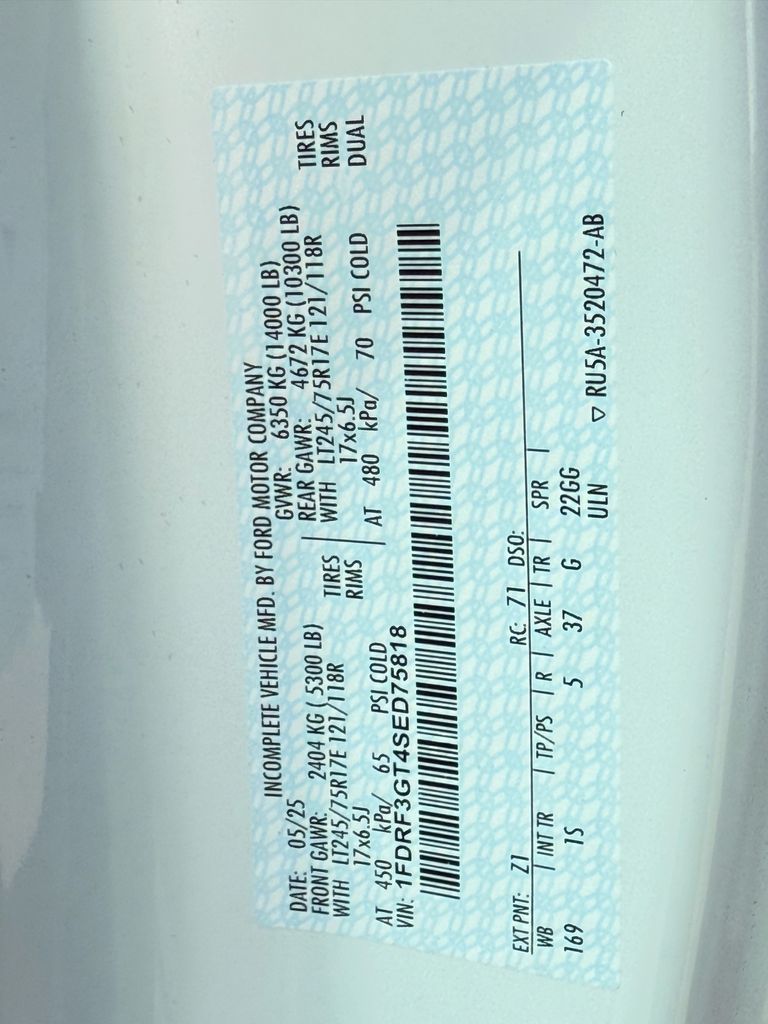 INCOMPLETE VEHICLE MFD. BY FORD MOTOR COMPANY
DATE: 05/25 GVWR: 6350 KG (14000 LB)
FRONT GAWR: 2404 KG ( 5300 LB) REAR GAWR: 4672 KG (10300 LB)
WITH LT245/75R17E 121/118R TIRES WITH LT245/75R17E 121/118R TIRES
17x6.5J RIMS 17x6.5J RIMS
AT 450 kPa/ 65 PSI COLD AT 480 kPa/ 70 PSI COLD DUAL
VIN: 1FDRF3GT4SED75818
EXT PNT: Z1 RC: 71 DSO:
WB | INT TR | TP/PS | R | AXLE | TR | SPR |
169 1S 5 37 G 22GG
ULN
▽ RU5A-3520472-AB